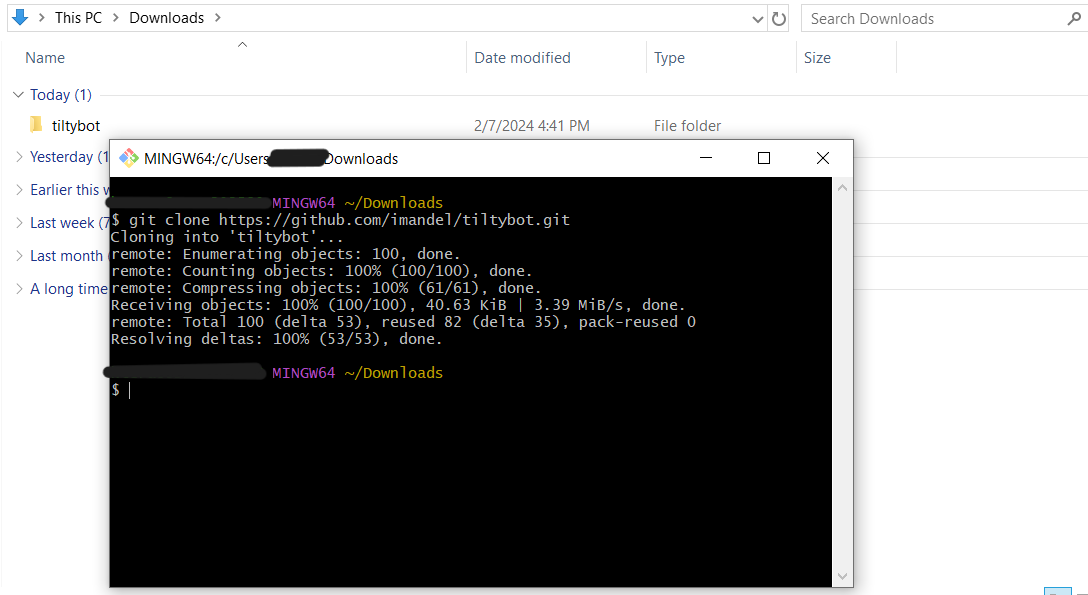 This PC > Downloads >
Search Downloads
Name Date modified Type Size
Today (1)
tiltybot 2/7/2024 4:41 PM File folder
MINGW64:/c/Users Downloads
Yesterday (1
Earlier this w
Last week (7
Last month (
A long time
MINGW64 ~/Downloads
$ git clone https://github.com/imandel/tiltybot.git
Cloning into 'tiltybot'...
remote: Enumerating objects: 100, done.
remote: Counting objects: 100% (100/100), done.
remote: Compressing objects: 100% (61/61), done.
Receiving objects: 100% (100/100), 40.63 KiB | 3.39 MiB/s, done.
remote: Total 100 (delta 53), reused 82 (delta 35), pack-reused 0
Resolving deltas: 100% (53/53), done.
MINGW64 ~/Downloads
$